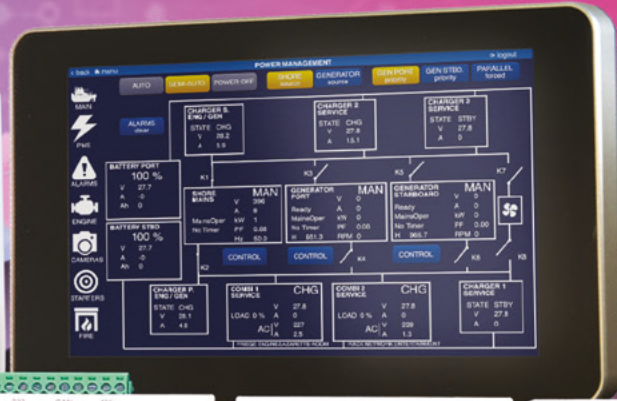 POWER MANAGEMENT
< back menu
logout
AUTO
SEMI-AUTO
POWER OFF
SHORE
source
GENERATOR
source
GEN PORT
priority
GEN STBD.
priority
PARALLEL
forced
MAIN
PMS
ALARMS
ENGINE
CAMERAS
STARTERS
FIRE
ALARMS
clear
CHARGER S.
ENG / GEN
STATE CHG
V 28.2
A 5.9
CHARGER 2
SERVICE
STATE CHG
V 27.8
A 15.1
CHARGER 3
SERVICE
STATE STBY
V 27.8
A 0
BATTERY PORT
100 %
V 27.7
A -0
Ah 0
BATTERY STBD
100 %
V 27.7
A -0
Ah 0
K1
K3
K5
K7
SHORE
MAINS
MAN
V 396
A
MainsOper kW 1
No Timer PF
Hz 50.0
GENERATOR
PORT
MAN
V 0
Ready A 0
MainsOper kW 0
No Timer PF 0.00
H 951.3 RPM 0
GENERATOR
STARBOARD
MAN
V 0
Ready A 0
MainsOper kW 0
No Timer PF 0.00
H 965.7 RPM 0
CONTROL
CONTROL
CONTROL
K2
K4
K6
K8
CHARGER P.
ENG / GEN
STATE CHG
V 28.1
A 4.8
COMBI 1
SERVICE
CHG
V 27.8
LOAD 0 % A 0
AC V 227
A 2.5
COMBI 2
SERVICE
CHG
V 27.8
LOAD 0 % A 0
AC V 229
A 1.3
CHARGER 1
SERVICE
STATE STBY
V 27.8
A 0